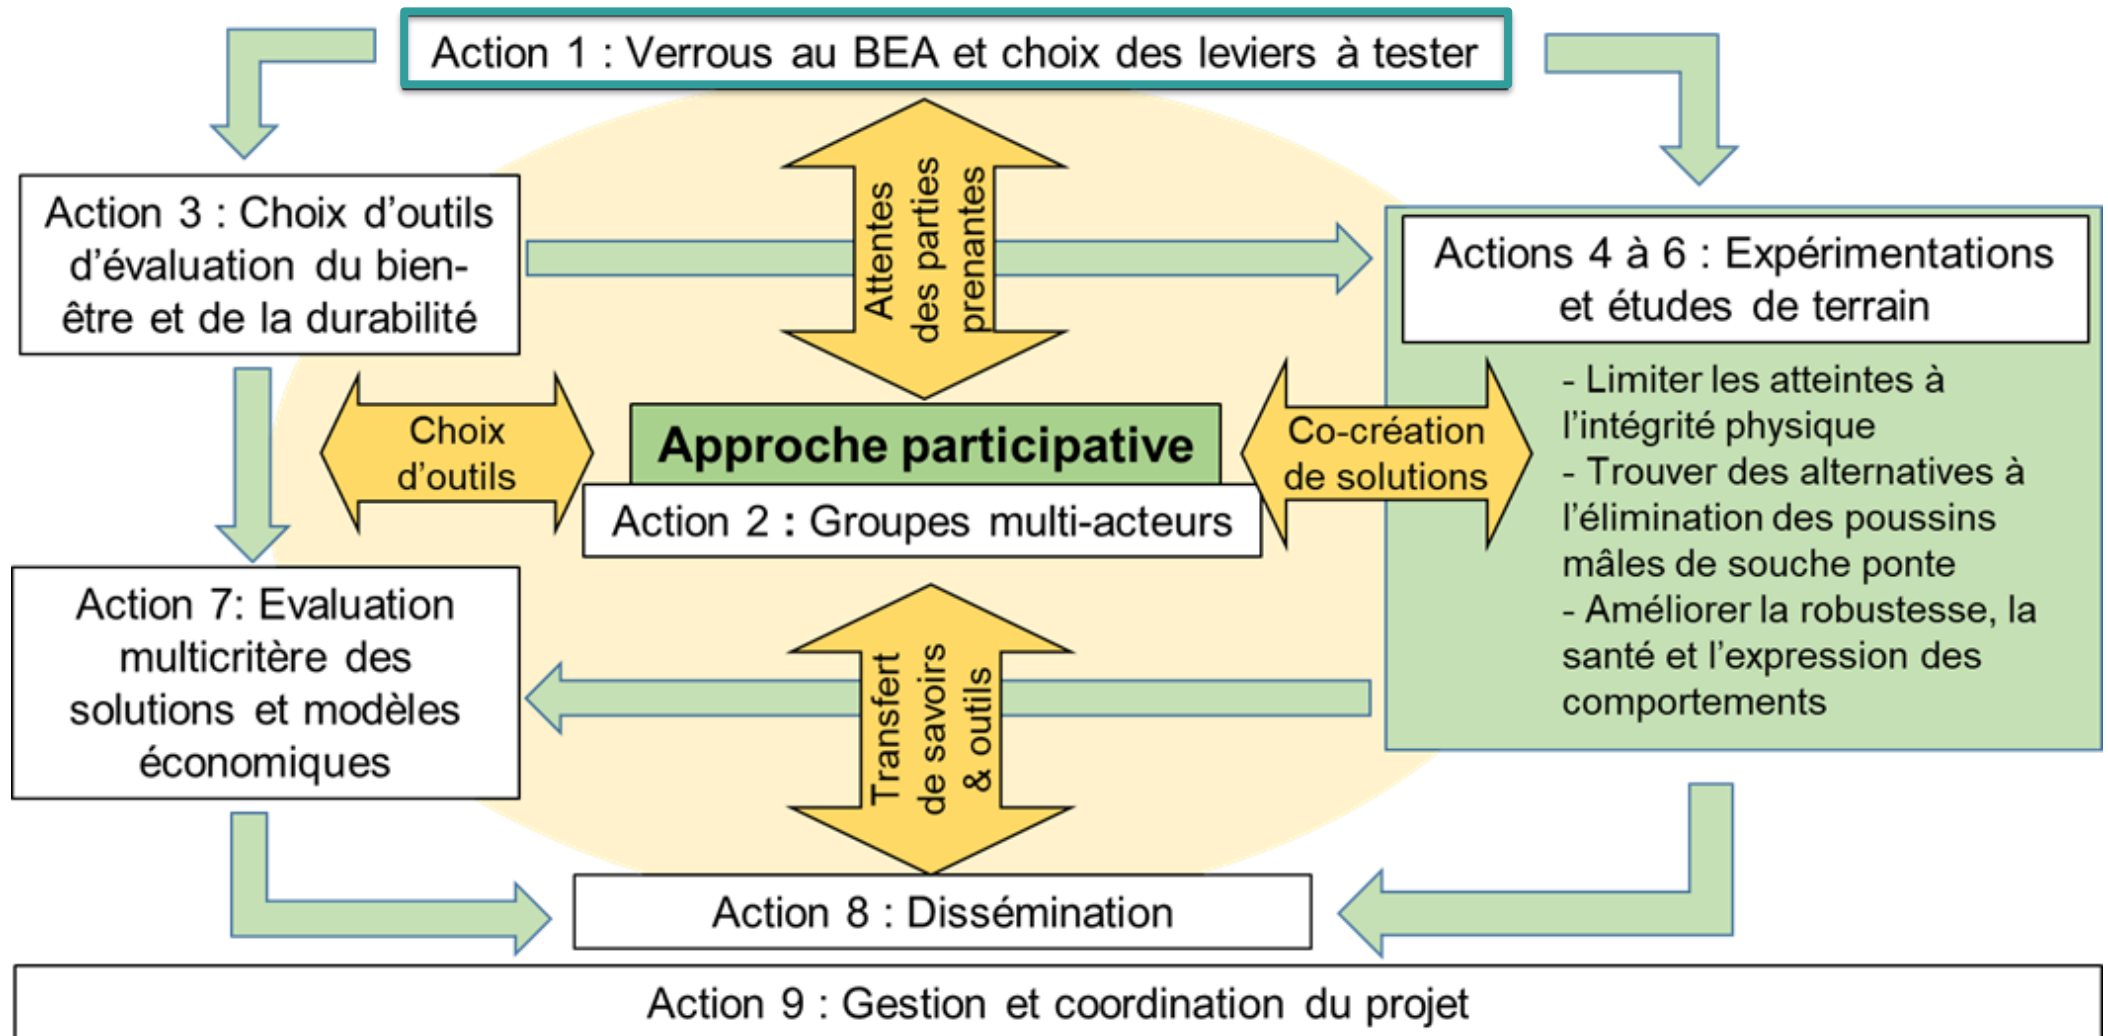 Action 1 : Verrous au BEA et choix des leviers à tester
Action 3 : Choix d'outils
d'évaluation du bien-
être et de la durabilité
Attentes
des parties
prenantes
Actions 4 à 6 : Expérimentations
et études de terrain
- Limiter les atteintes à
l'intégrité physique
- Trouver des alternatives à
l'élimination des poussins
mâles de souche ponte
- Améliorer la robustesse, la
santé et l'expression des
comportements
Choix
d'outils
Approche participative
Action 2 : Groupes multi-acteurs
Co-création
de solutions
Action 7: Evaluation
multicritère des
solutions et modèles
économiques
Transfert
de savoirs
& outils
Action 8 : Dissémination
Action 9 : Gestion et coordination du projet